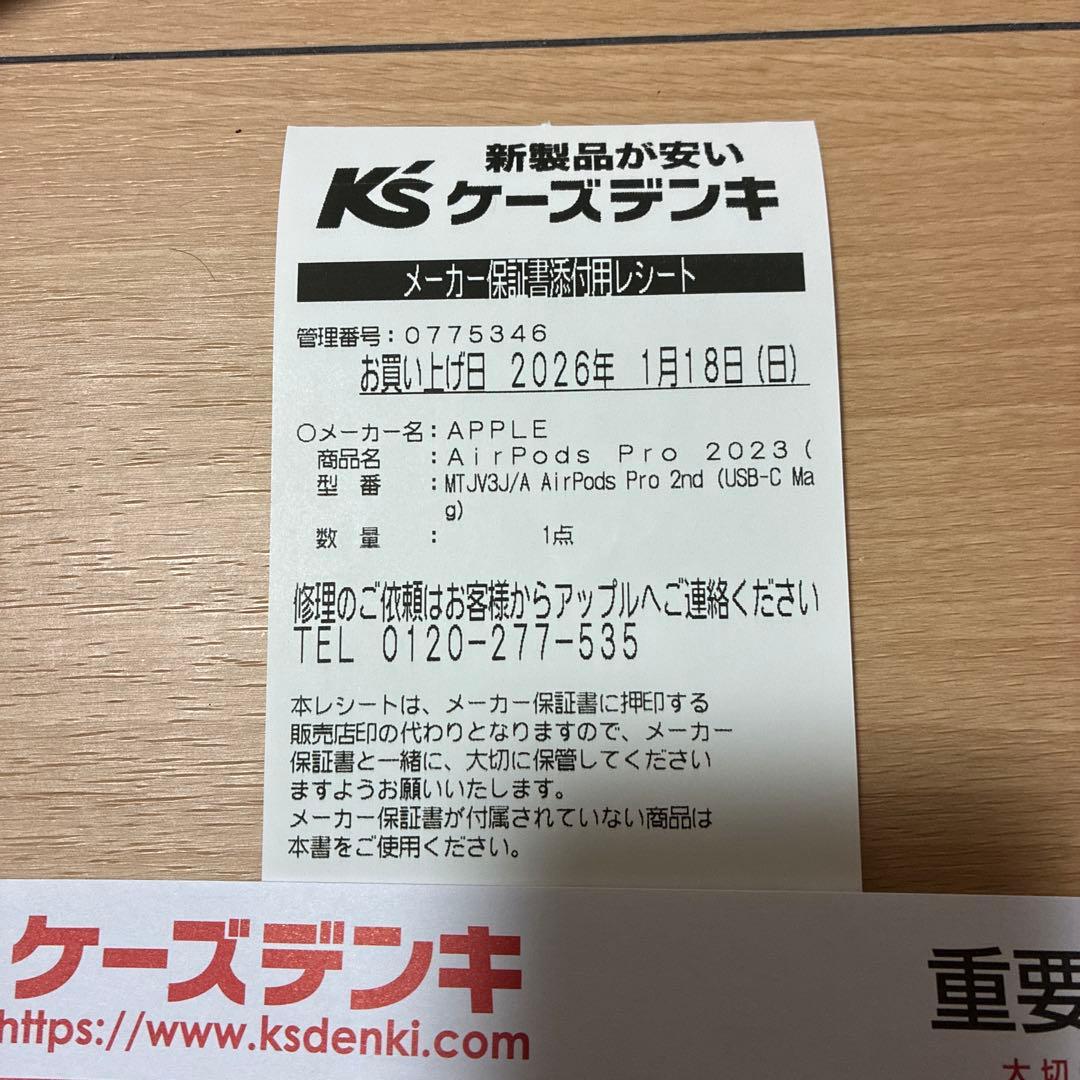 新製品が安い
K's ケーズデンキ
メーカー保証書添付用レシート
管理番号：0775346
お買い上げ日 2026年 1月18日(日)
○メーカー名：APPLE
商品名 ：AirPods Pro 2023(
型番 ：MTJV3J/A AirPods Pro 2nd (USB-C Ma
g)
数量 ： 1点
修理のご依頼はお客様からアップルへご連絡ください
TEL 0120-277-535
本レシートは、メーカー保証書に押印する
販売店印の代わりとなりますので、メーカー
保証書と一緒に、大切に保管してください
ますようお願いいたします。
メーカー保証書が付属されていない商品は
本書をご使用ください。
ケーズデンキ
https://www.ksdenki.com
重要
大切